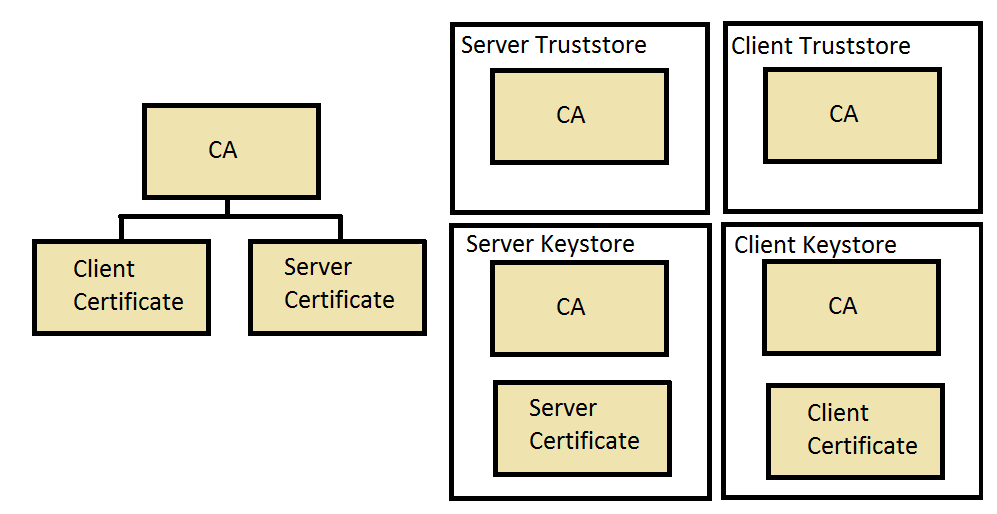 CA
Client
Certificate
Server
Certificate
Server Truststore
CA
Client Truststore
CA
Server Keystore
CA
Server
Certificate
Client Keystore
CA
Client
Certificate